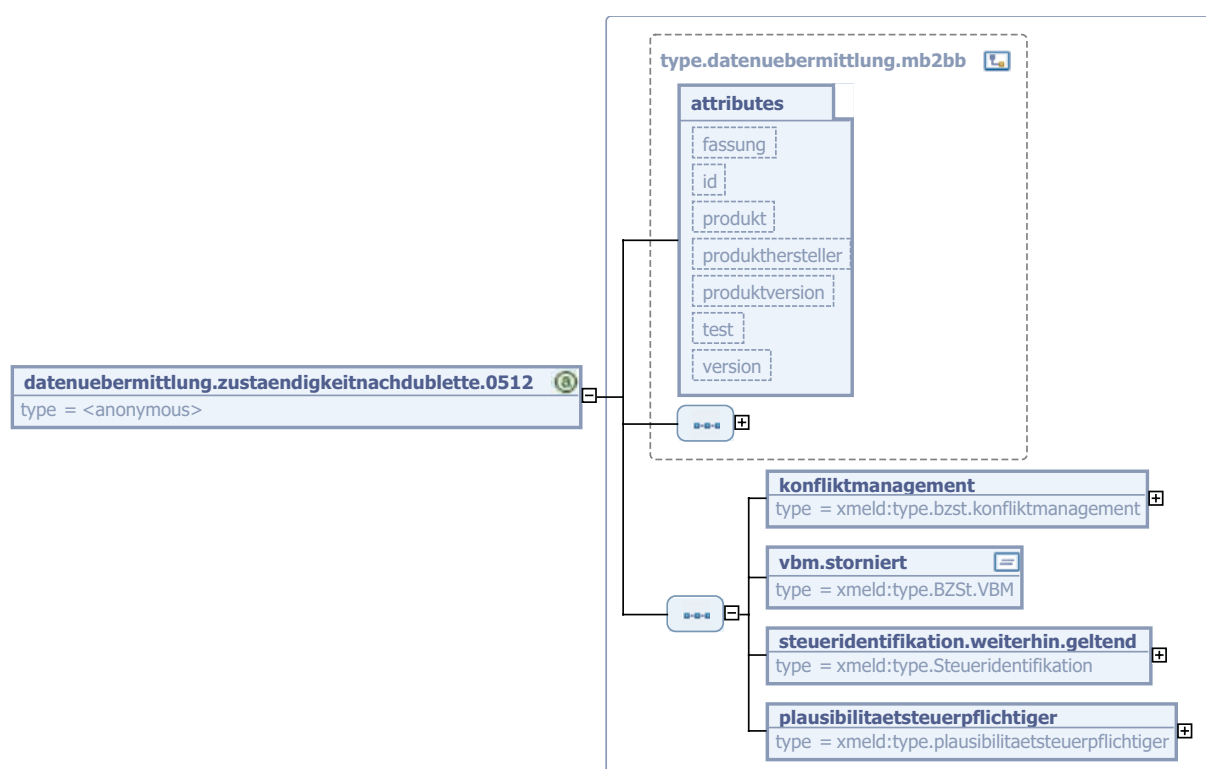 type.datenuebermittlung.mb2bb
attributes
fassung
id
produkt
produkthersteller
produktversion
test
version
datenuebermittlung.zustaendigkeitnachdublette.0512
type = <anonymous>
konfliktmanagement
type = xmeld:type.bzst.konfliktmanagement
vbm.storniert
type = xmeld:type.BZSt.VBM
steueridentifikation.weiterhin.geltend
type = xmeld:type.Steueridentifikation
plausibilitaetsteuerpflichtiger
type = xmeld:type.plausibilitaetsteuerpflichtiger